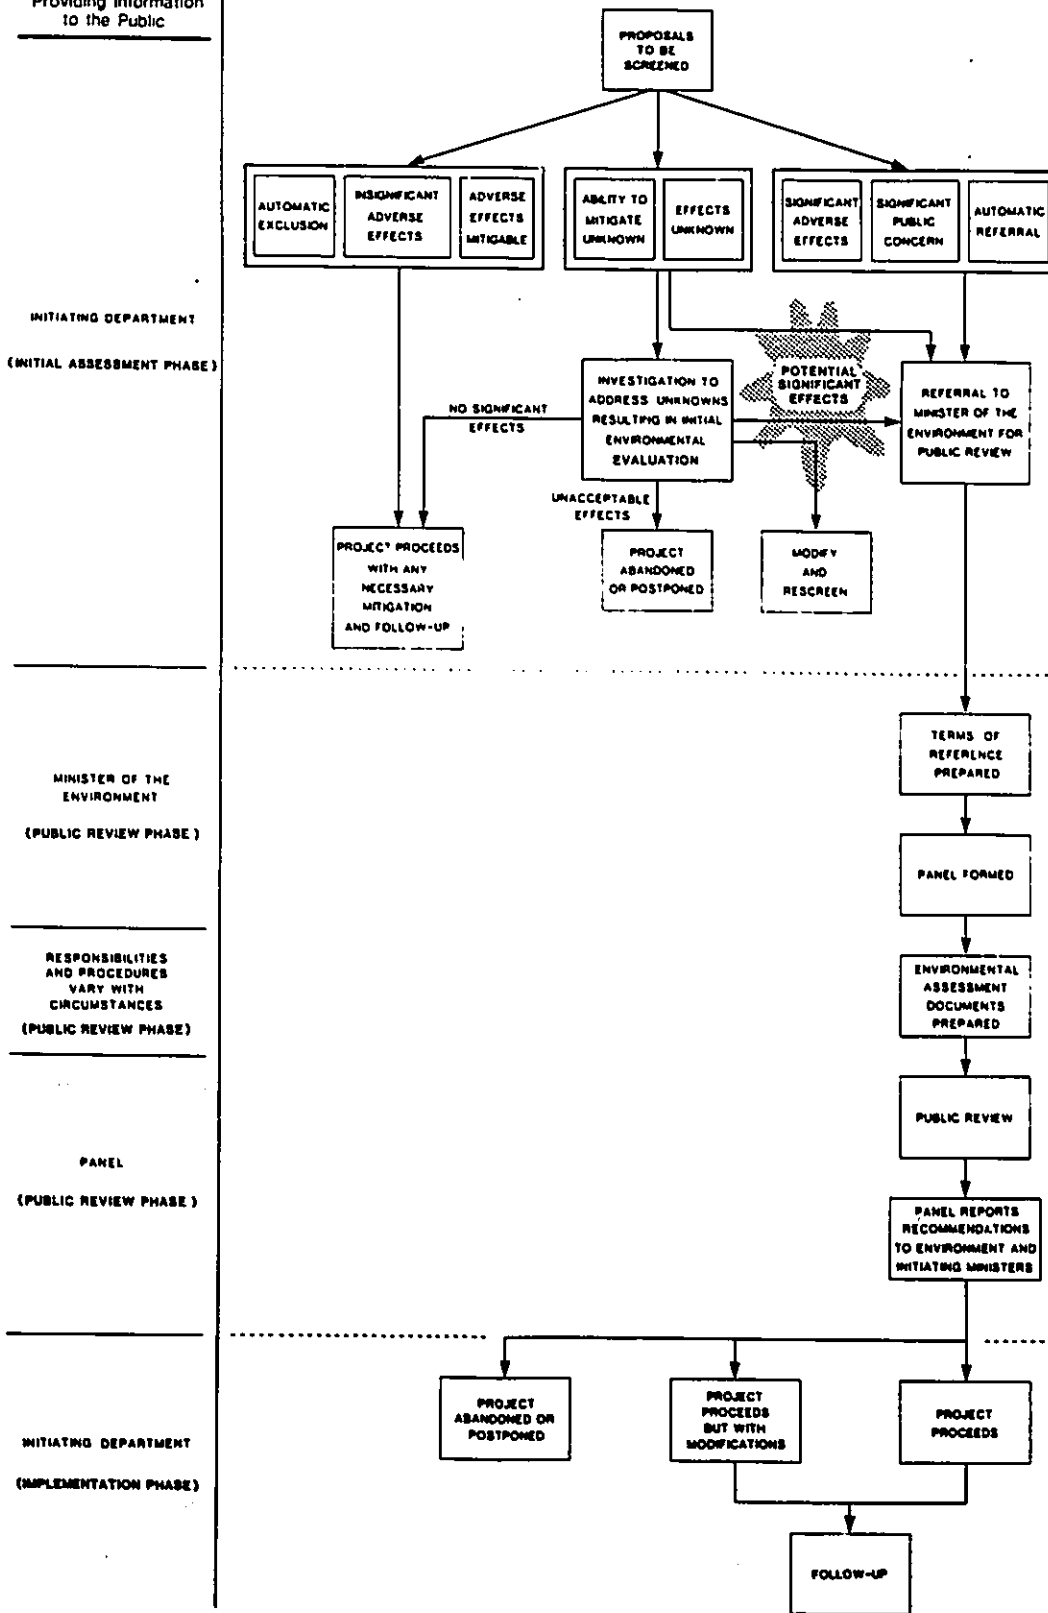 Providing Information
to the Public
PROPOSALS
TO BE
SCREENED
AUTOMATIC
EXCLUSION
INSIGNIFICANT
ADVERSE
EFFECTS
ADVERSE
EFFECTS
MITIGABLE
ABILITY TO
MITIGATE
UNKNOWN
EFFECTS
UNKNOWN
SIGNIFICANT
ADVERSE
EFFECTS
SIGNIFICANT
PUBLIC
CONCERN
AUTOMATIC
REFERRAL
INITIATING DEPARTMENT
(INITIAL ASSESSMENT PHASE)
NO SIGNIFICANT
EFFECTS
INVESTIGATION TO
ADDRESS UNKNOWNS
RESULTING IN INITIAL
ENVIRONMENTAL
EVALUATION
POTENTIAL
SIGNIFICANT
EFFECTS
REFERRAL TO
MINISTER OF THE
ENVIRONMENT FOR
PUBLIC REVIEW
UNACCEPTABLE
EFFECTS
PROJECT PROCEEDS
WITH ANY
NECESSARY
MITIGATION
AND FOLLOW-UP
PROJECT
ABANDONED
OR POSTPONED
MODIFY
AND
RESCREEN
MINISTER OF THE
ENVIRONMENT
(PUBLIC REVIEW PHASE)
TERMS OF
REFERENCE
PREPARED
PANEL FORMED
RESPONSIBILITIES
AND PROCEDURES
VARY WITH
CIRCUMSTANCES
(PUBLIC REVIEW PHASE)
ENVIRONMENTAL
ASSESSMENT
DOCUMENTS
PREPARED
PANEL
(PUBLIC REVIEW PHASE)
PUBLIC REVIEW
PANEL REPORTS
RECOMMENDATIONS
TO ENVIRONMENT AND
INITIATING MINISTERS
INITIATING DEPARTMENT
(IMPLEMENTATION PHASE)
PROJECT
ABANDONED OR
POSTPONED
PROJECT
PROCEEDS
BUT WITH
MODIFICATIONS
PROJECT
PROCEEDS
FOLLOW-UP